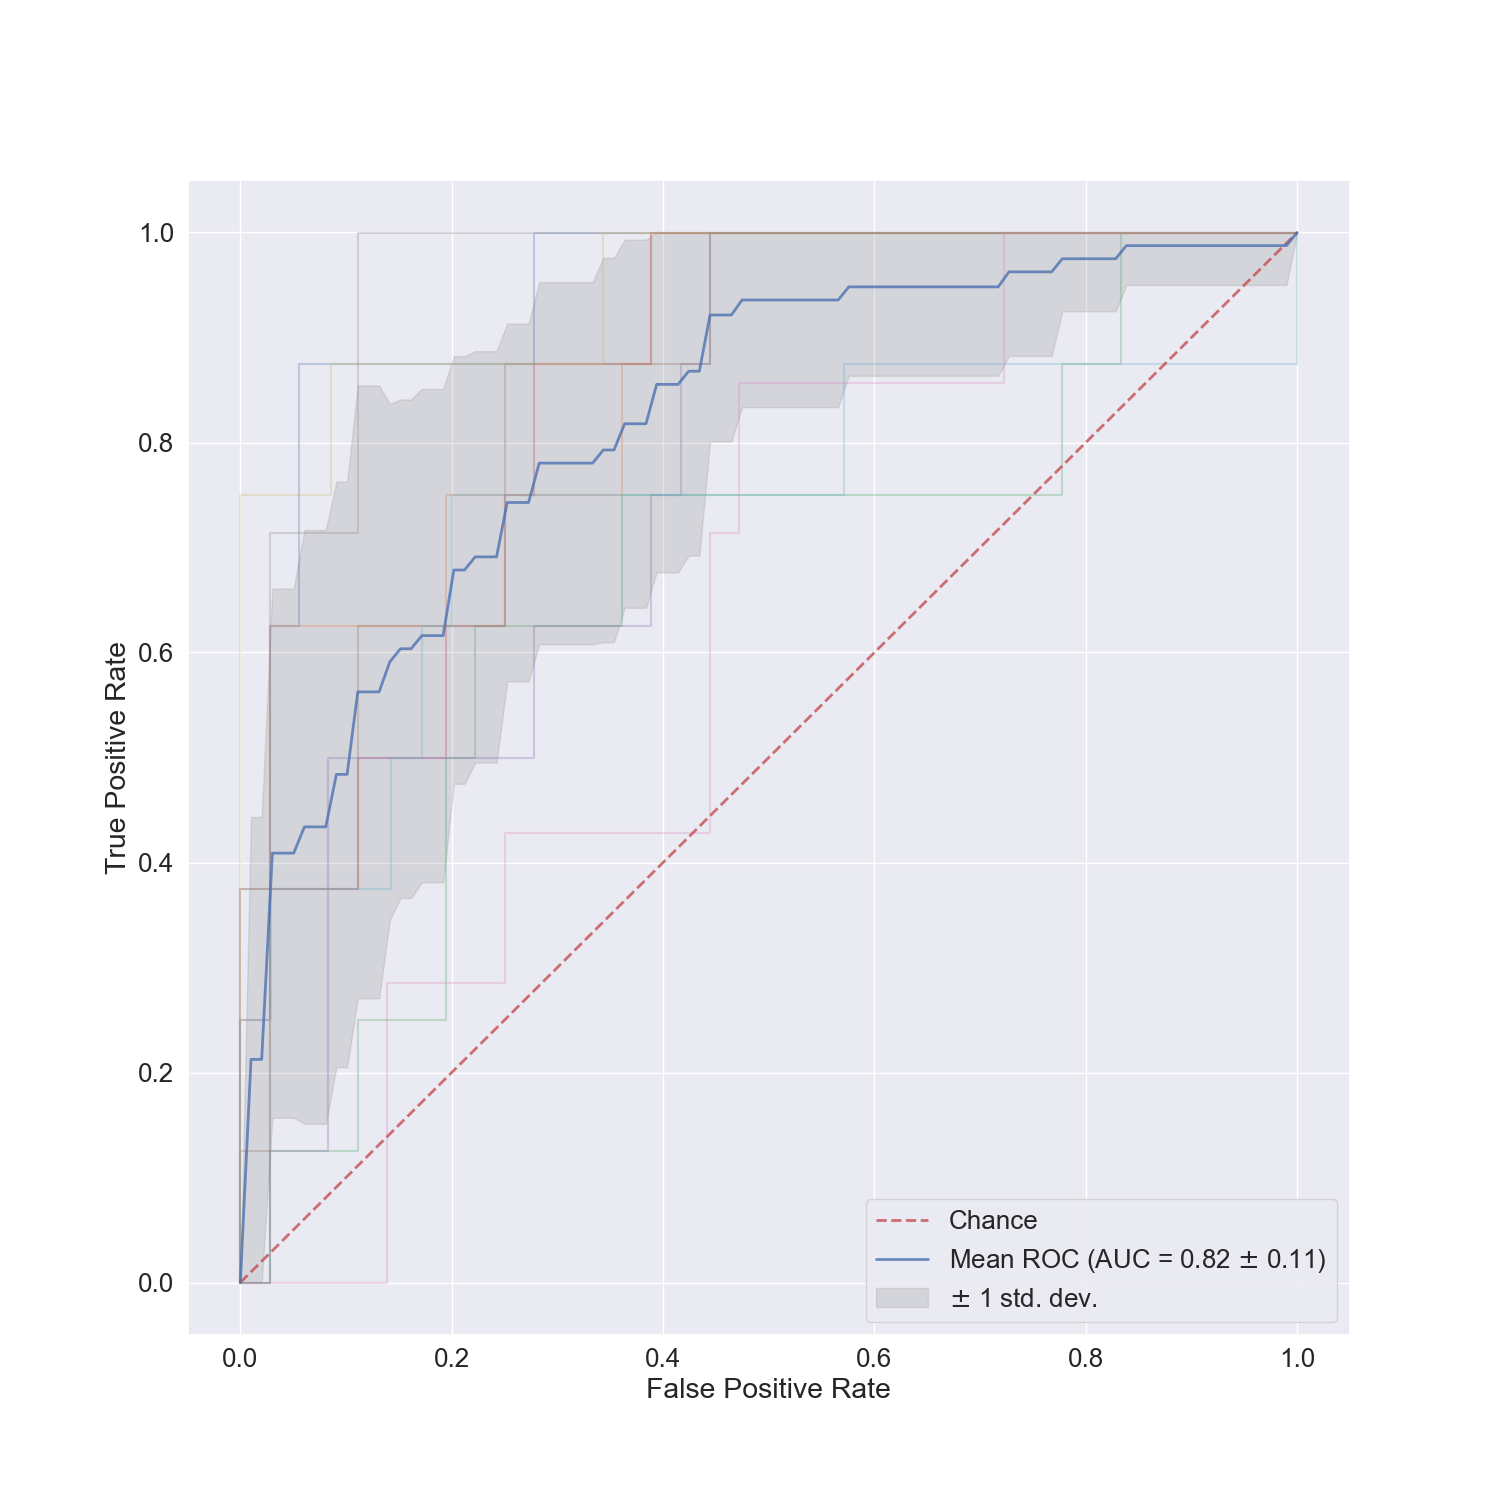 1.0
0.8
0.6
0.4
0.2
0.0
True Positive Rate
Chance
Mean ROC (AUC = 0.82 ± 0.11)
± 1 std. dev.
0.0 0.2 0.4 0.6 0.8 1.0
False Positive Rate